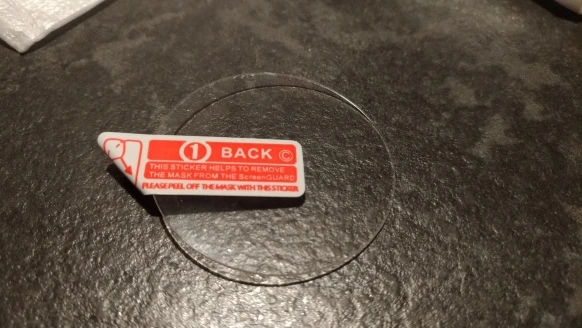 1 BACK ©
THIS STICKER HELPS TO REMOVE
THE MASK FROM THE ScreenGUARD
PLEASE PEEL OFF THE MASK WITH THIS STICKER